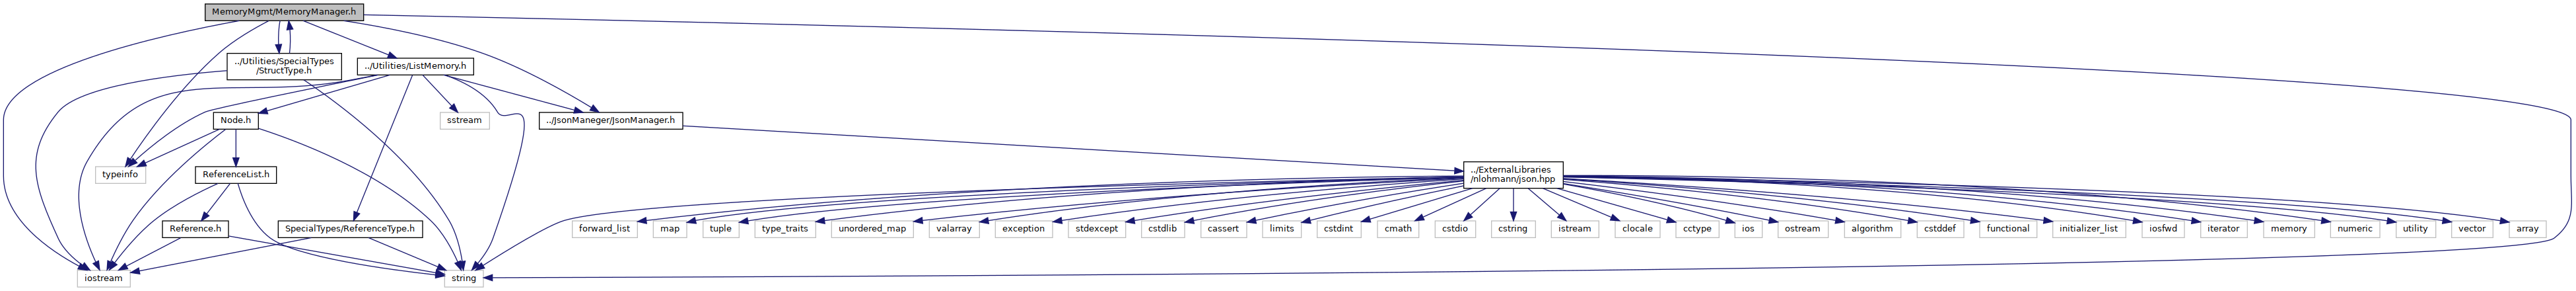 MemoryMgmt/MemoryManager.h
../Utilities/SpecialTypes
/StructType.h
../Utilities/ListMemory.h
Node.h
sstream
../JsonManeger/JsonManager.h
typeinfo
ReferenceList.h
../ExternalLibraries
/nlohmann/json.hpp
Reference.h
SpecialTypes/ReferenceType.h
forward_list
map
tuple
type_traits
unordered_map
valarray
exception
stdexcept
cstdlib
cassert
limits
cstdint
cmath
cstdio
cstring
istream
clocale
cctype
ios
ostream
algorithm
cstddef
functional
initializer_list
iosfwd
iterator
memory
numeric
utility
vector
array
iostream
string